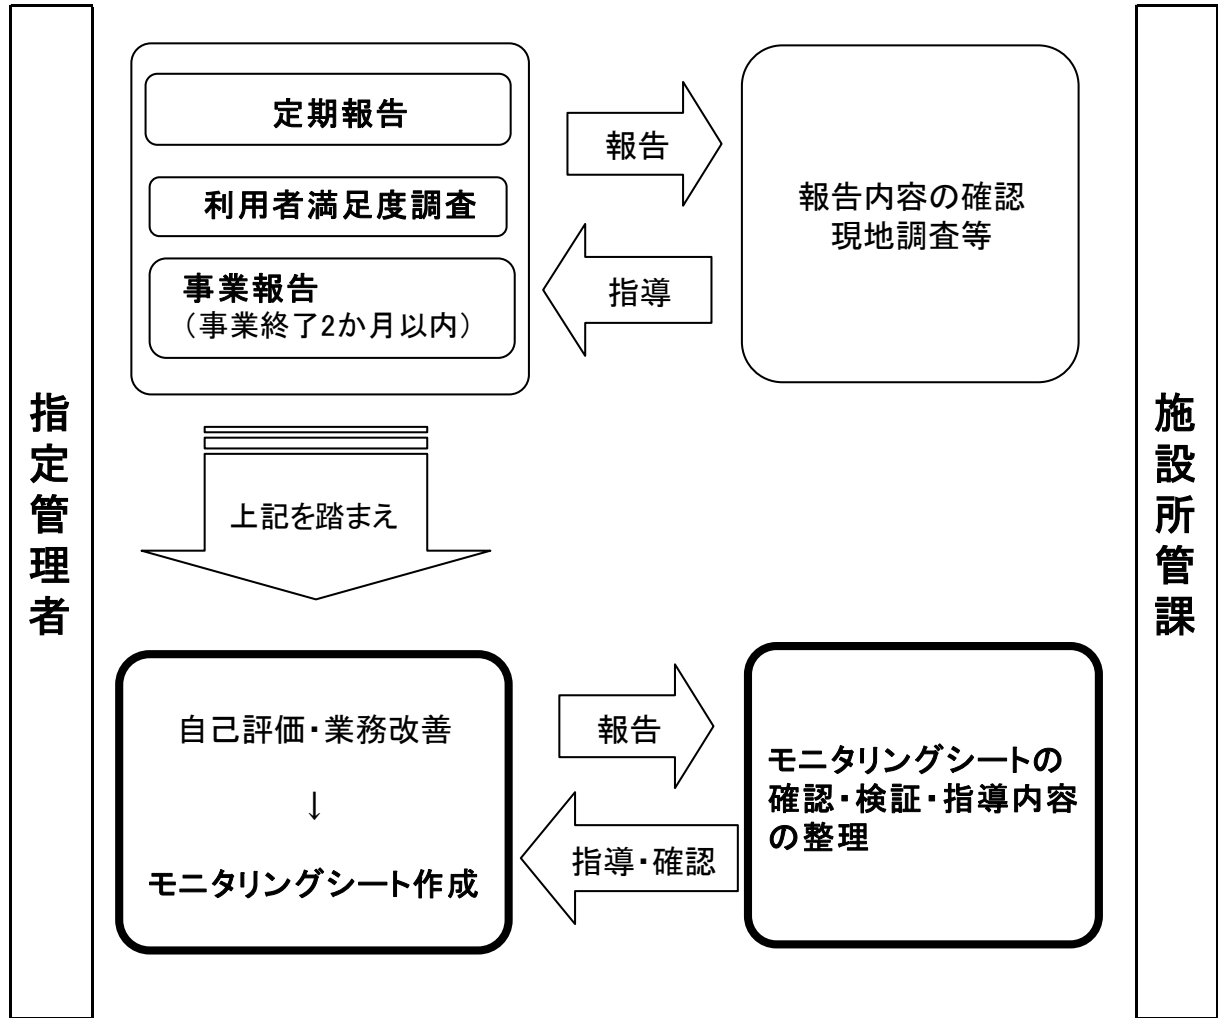 指定管理者
定期報告
利用者満足度調査
事業報告
（事業終了2か月以内）
報告
指導
報告内容の確認
現地調査等
上記を踏まえ
自己評価・業務改善
↓
モニタリングシート作成
報告
指導・確認
モニタリングシートの
確認・検証・指導内容
の整理
施設所管課